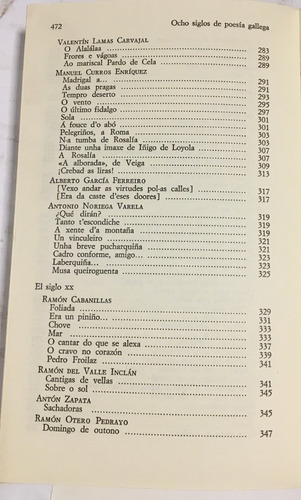 472 Ocho siglos de poesía gallega
VALENTÍN LAMAS CARVAJAL
O Alalálaa 283
Frores e vágoas 289
Ao mariscal Pardo de Cela 289
MANUEL CURROS ENRÍQUEZ
Madrigal a... 291
As duas pragas 291
Tempro deserto 293
O vento 295
O último fidalgo 297
Sola 301
A fouce d'o abó 301
Pelegriños, a Roma 303
N-a tumba de Rosalía 303
Diante unha imaxe de Iñigo de Loyola 307
A Rosalía 307
«A alborada», de Veiga 309
¡Crebad as liras! 313
ALBERTO GARCÍA FERREIRO
[Vexo andar as virtudes pol-as calles] 317
[Era da caste d'eses doores] 317
ANTONIO NORIEGA VARELA
¿Qué dirán? 319
Tanto t'escondiche 319
A xente d'a montaña 319
Un vinculeiro 321
Unha breve pucharquiña 321
Cadro conforme, amigo... 323
Laberquiña... 323
Musa queiroguenta 325
El siglo XX
RAMÓN CABANILLAS
Foliada 329
Era un piniño... 331
Chove 333
Mar 333
O cantar do que se alexa 337
O cravo no corazón 339
Pedro Froilaz 341
RAMÓN DEL VALLE INCLÁN
Cantigas de vellas 341
Sobre o sol 345
ANTÓN ZAPATA
Sachadoras 345
RAMÓN OTERO PEDRAYO
Domingo de outono 347